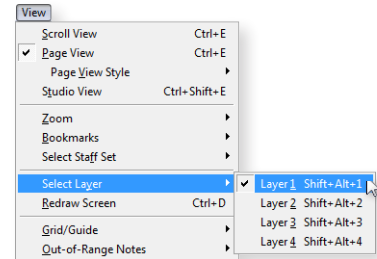 View
Scroll View Ctrl+E
Page View Ctrl+E
Page View Style
Studio View Ctrl+Shift+E
Zoom
Bookmarks
Select Staff Set
Select Layer
Layer 1 Shift+Alt+1
Redraw Screen Ctrl+D
Layer 2 Shift+Alt+2
Grid/Guide
Layer 3 Shift+Alt+3
Out-of-Range Notes
Layer 4 Shift+Alt+4